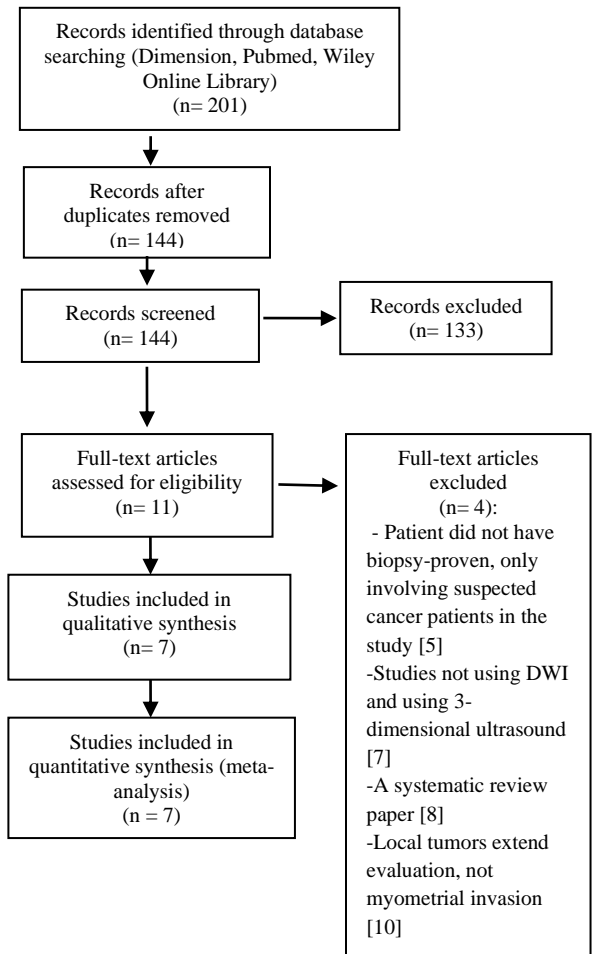 Records identified through database
searching (Dimension, Pubmed, Wiley
Online Library)
(n= 201)
Records after
duplicates removed
(n= 144)
Records screened
(n= 144)
Records excluded
(n= 133)
Full-text articles
assessed for eligibility
(n= 11)
Full-text articles
excluded
(n= 4):
- Patient did not have
biopsy-proven, only
involving suspected
cancer patients in the
study [5]
-Studies not using DWI
and using 3-
dimensional ultrasound
[7]
-A systematic review
paper [8]
-Local tumors extend
evaluation, not
myometrial invasion
[10]
Studies included in
qualitative synthesis
(n= 7)
Studies included in
quantitative synthesis (meta-
analysis)
(n = 7)